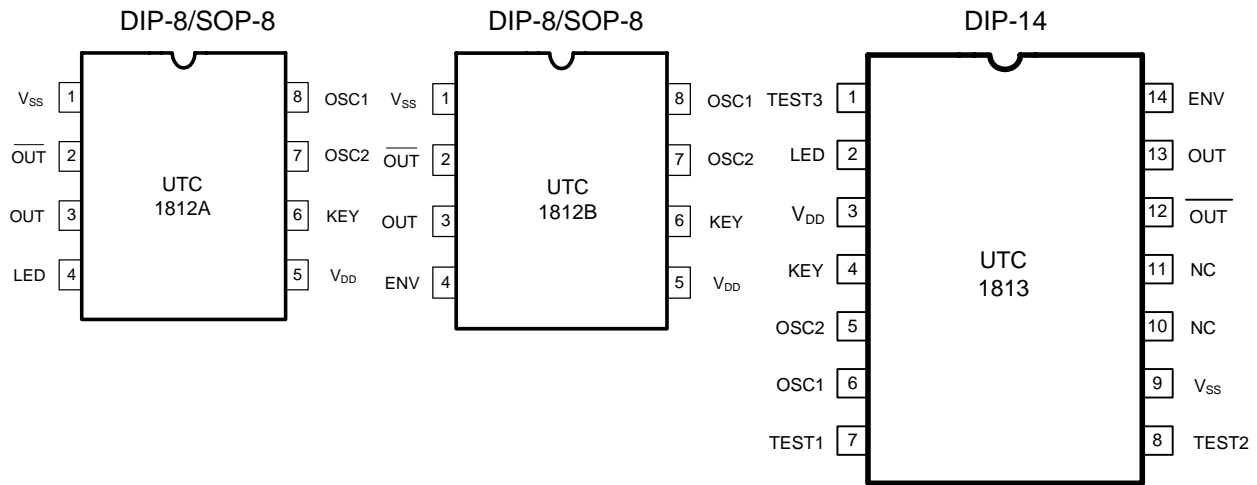 DIP-8/SOP-8
V_SS 1
8 OSC1
O̅U̅T̅ 2
7 OSC2
UTC
1812A
OUT 3
6 KEY
LED 4
5 V_DD
DIP-8/SOP-8
V_SS 1
8 OSC1
O̅U̅T̅ 2
7 OSC2
UTC
1812B
OUT 3
6 KEY
ENV 4
5 V_DD
DIP-14
TEST3 1
14 ENV
LED 2
13 OUT
V_DD 3
12 O̅U̅T̅
KEY 4
11 NC
UTC
1813
OSC2 5
10 NC
OSC1 6
9 V_SS
TEST1 7
8 TEST2